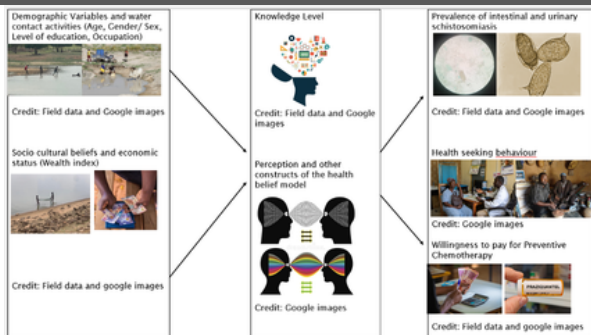 Demographic Variables and water
contact activities (Age, Gender/ Sex,
Level of education, Occupation)
Credit: Field data and Google images
Socio-cultural beliefs and economic
status (Wealth index)
Credit: Field data and google images
Knowledge Level
Credit: Field data and Google
images
Perception and other
constructs of the health
belief model
Credit: Google images
Prevalence of intestinal and urinary
schistosomiasis
Credit: Field data and Google images
Health seeking behaviour
Credit: Google images
Willingness to pay for Preventive
Chemotherapy
PRAZIQUANTEL
Credit: Field data and google images